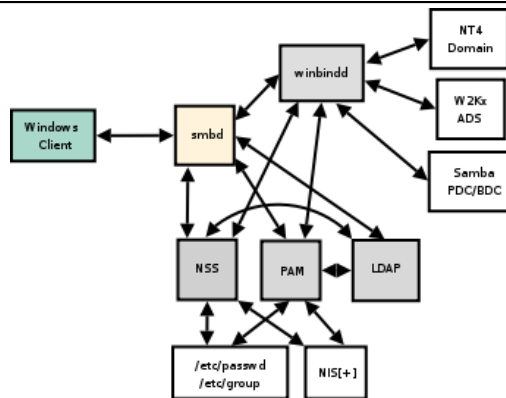 NT4
Domain
winbindd
W2Kx
ADS
Windows
Client
smbd
Samba
PDC/BDC
NSS
PAM
LDAP
/etc/passwd
/etc/group
NIS[+]